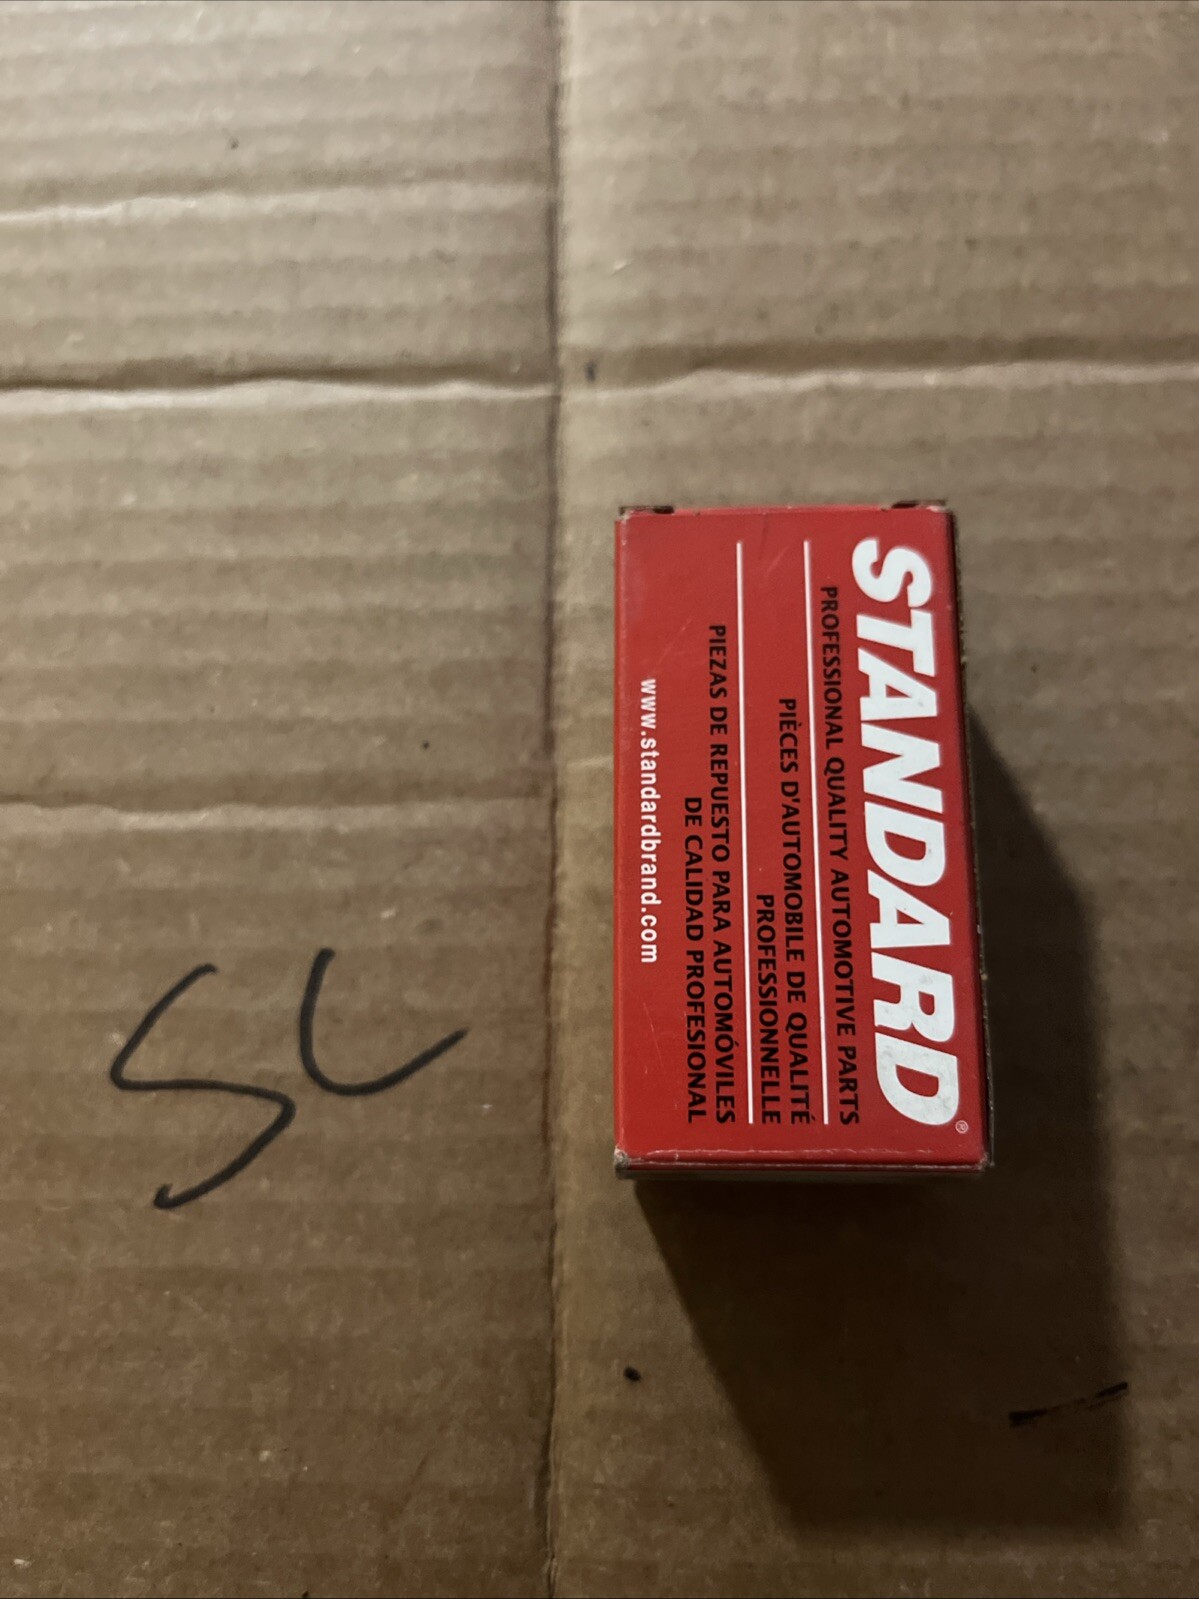 STANDARD®
PROFESSIONAL QUALITY AUTOMOTIVE PARTS
PIÈCES D'AUTOMOBILE DE QUALITÉ
PROFESSIONNELLE
PIEZAS DE REPUESTO PARA AUTOMÓVILES
DE CALIDAD PROFESIONAL
www.standardbrand.com
SL